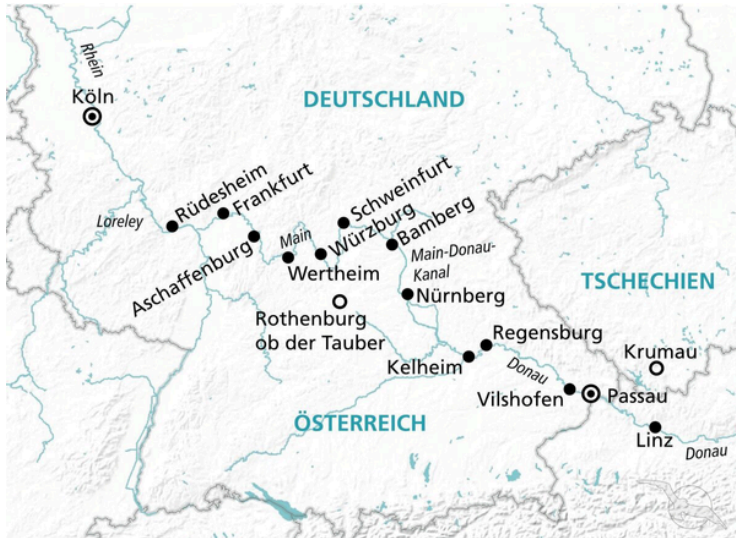 Rhein
Köln
DEUTSCHLAND
Rüdesheim
Frankfurt
Schweinfurt
Loreley
Main
Würzburg
Bamberg
Aschaffenburg
Wertheim
Main-Donau-
Kanal
TSCHECHIEN
Nürnberg
Rothenburg
ob der Tauber
Regensburg
Krumau
Kelheim
Donau
Vilshofen
Passau
ÖSTERREICH
Linz
Donau